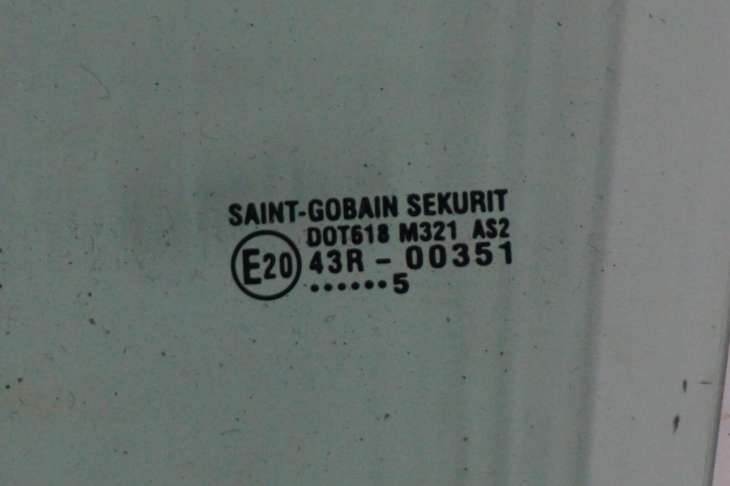 SAINT-GOBAIN SEKURIT
DOT618 M321 AS2
E20 43R - 00351
......5